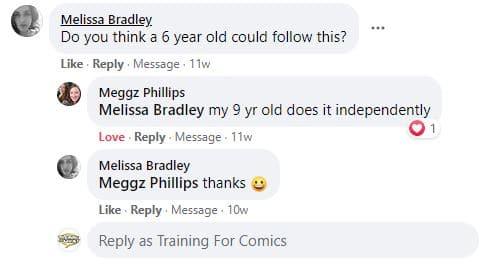 Melissa Bradley
Do you think a 6 year old could follow this?
...
Like · Reply · Message · 11w
Meggz Phillips
Melissa Bradley my 9 yr old does it independently
1
Love · Reply · Message · 11w
Melissa Bradley
Meggz Phillips thanks 😀
Like · Reply · Message · 10w
Reply as Training For Comics